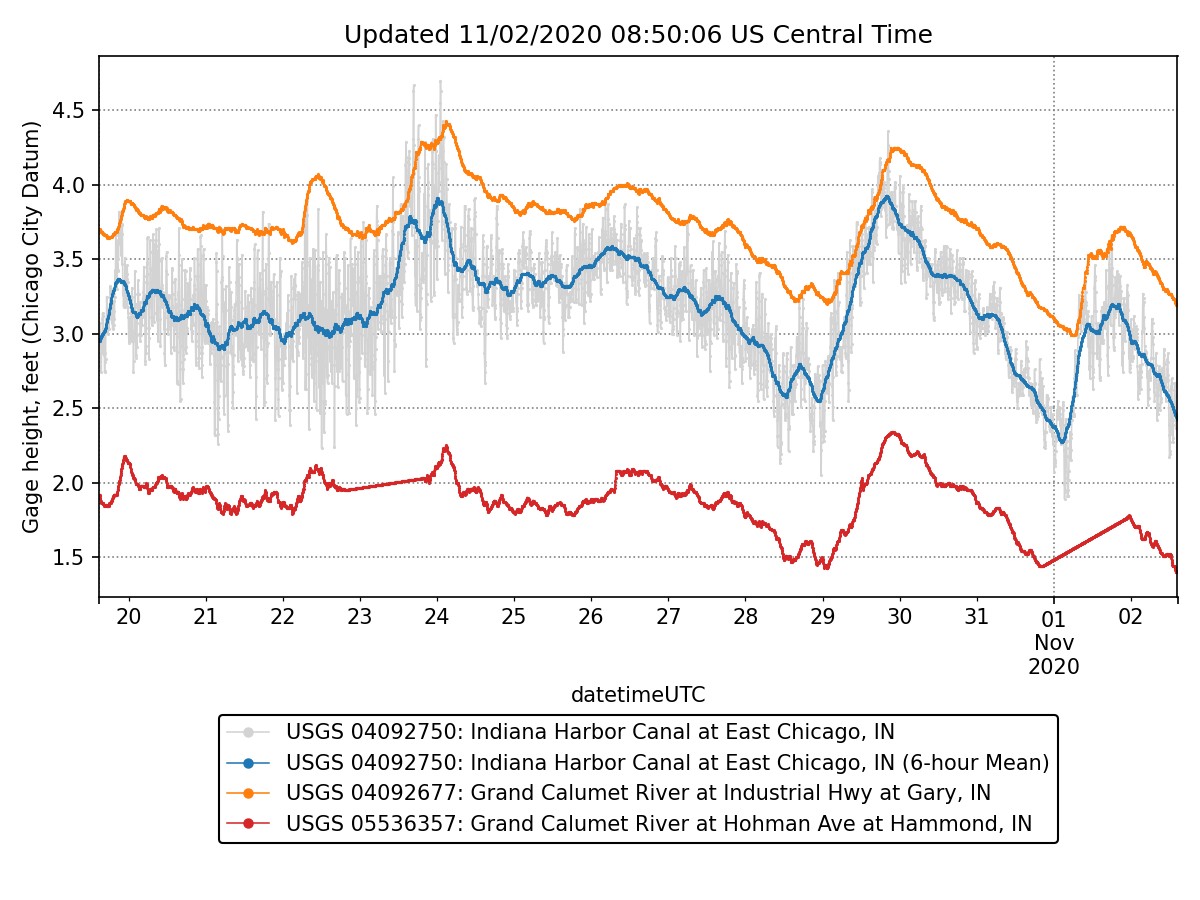 Updated 11/02/2020 08:50:06 US Central Time
Gage height, feet (Chicago City Datum)
4.5
4.0
3.5
3.0
2.5
2.0
1.5
20 21 22 23 24 25 26 27 28 29 30 31 01 02
Nov
2020
datetimeUTC
USGS 04092750: Indiana Harbor Canal at East Chicago, IN
USGS 04092750: Indiana Harbor Canal at East Chicago, IN (6-hour Mean)
USGS 04092677: Grand Calumet River at Industrial Hwy at Gary, IN
USGS 05536357: Grand Calumet River at Hohman Ave at Hammond, IN